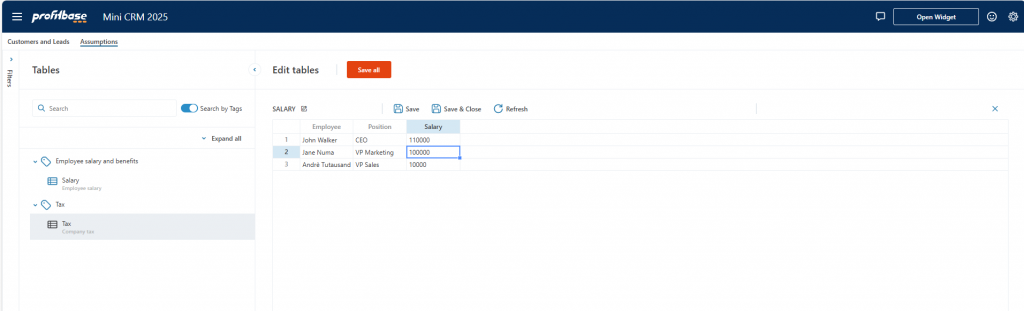 profitbase Mini CRM 2025 Open Widget
Customers and Leads Assumptions
Filters
Tables
Search Search by Tags
Expand all
Employee salary and benefits
Salary
Employee salary
Tax
Tax
Company tax
Edit tables Save all
SALARY Save Save & Close Refresh
Employee Position Salary
1 John Walker CEO 110000
2 Jane Numa VP Marketing 100000
3 André Tutausand VP Sales 10000